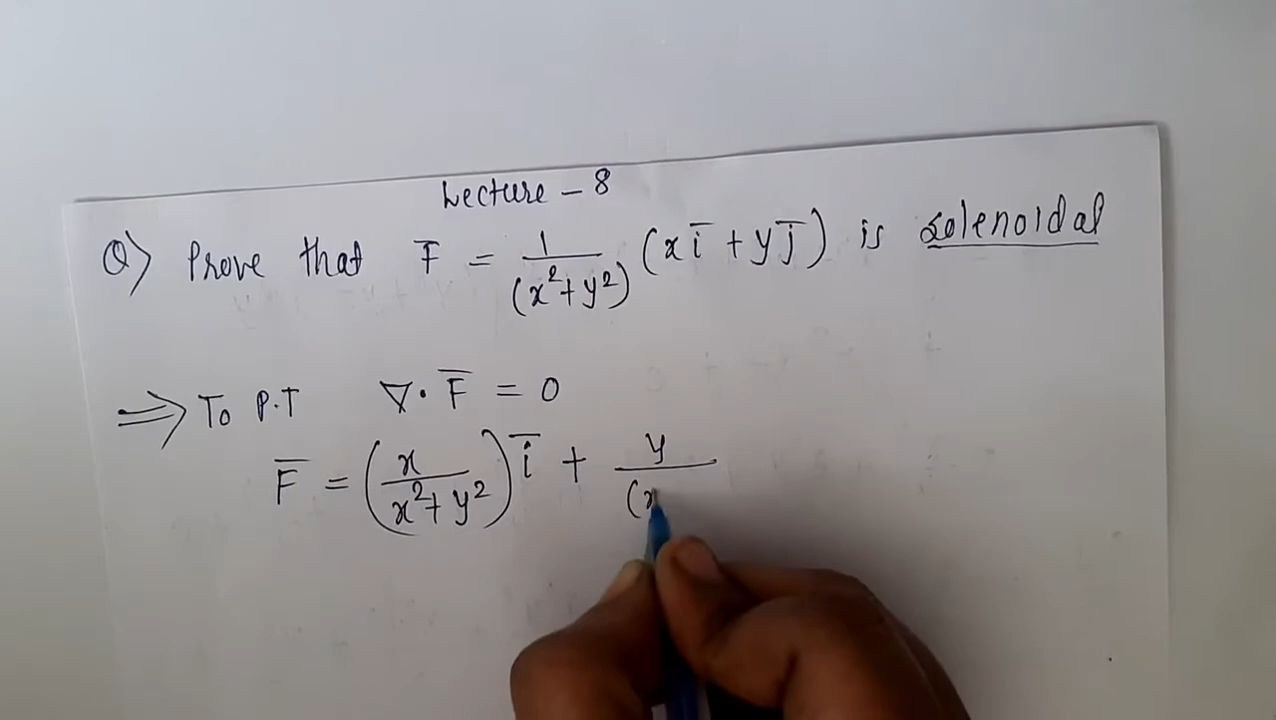 Lecture - 8
Q) Prove that F̅ = 1/(x²+y²) (x i̅ + y j̅) is solenoidal
⟹ To P.T ∇·F̅ = 0
F̅ = (x/(x²+y²)) i̅ + y/(x